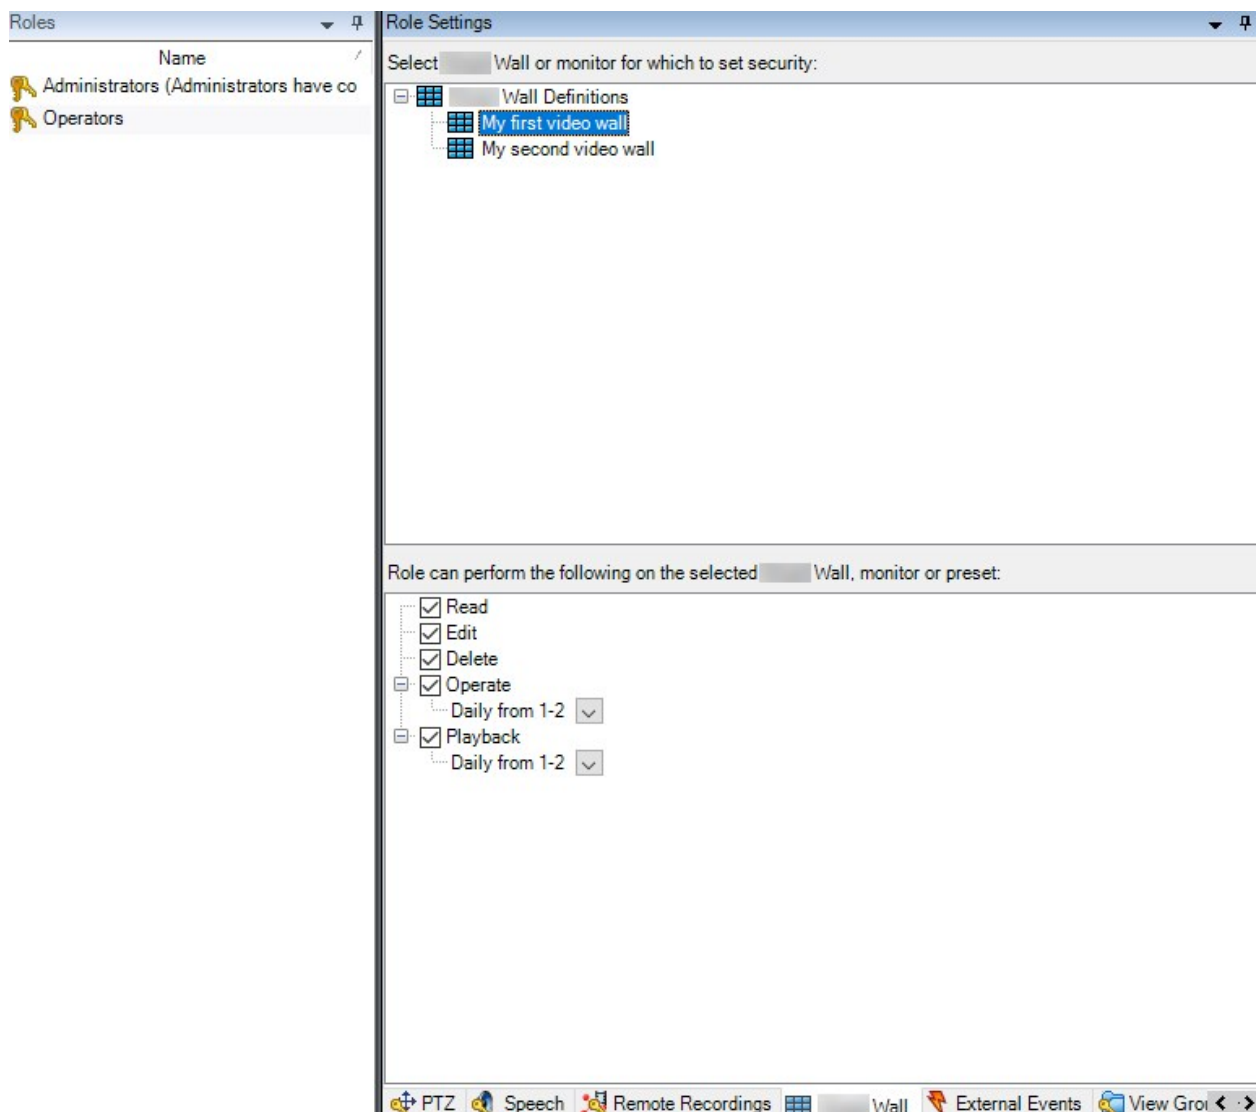 Roles
Name
Administrators (Administrators have co
Operators
Role Settings
Select Wall or monitor for which to set security:
Wall Definitions
My first video wall
My second video wall
Role can perform the following on the selected Wall, monitor or preset:
Read
Edit
Delete
Operate
Daily from 1-2
Playback
Daily from 1-2
PTZ Speech Remote Recordings Wall External Events View Grou